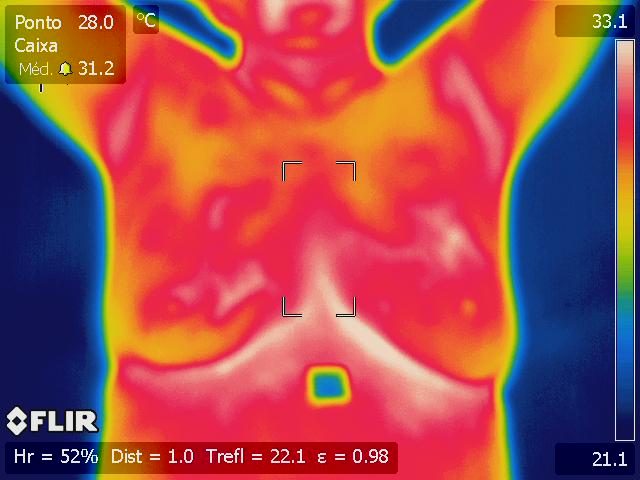 Ponto 28.0 °C
Caixa
Méd. 31.2
33.1
FLIR
Hr = 52% Dist = 1.0 Trefl = 22.1 ε = 0.98
21.1